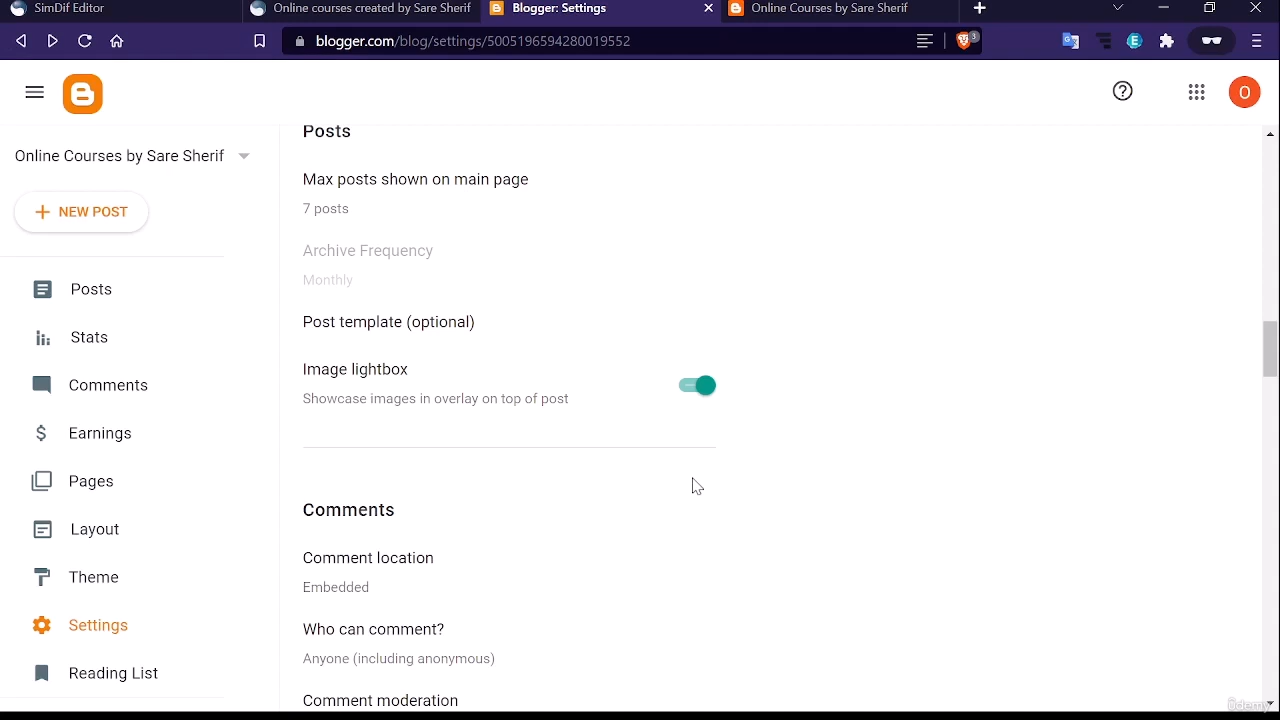 SimDif Editor
Online courses created by Sare Sherif
Blogger: Settings
Online Courses by Sare Sherif
blogger.com/blog/settings/5005196594280019552
3
E
O
Online Courses by Sare Sherif
NEW POST
Posts
Stats
Comments
Earnings
Pages
Layout
Theme
Settings
Reading List
Posts
Max posts shown on main page
7 posts
Archive Frequency
Monthly
Post template (optional)
Image lightbox
Showcase images in overlay on top of post
Comments
Comment location
Embedded
Who can comment?
Anyone (including anonymous)
Comment moderation
Udemy